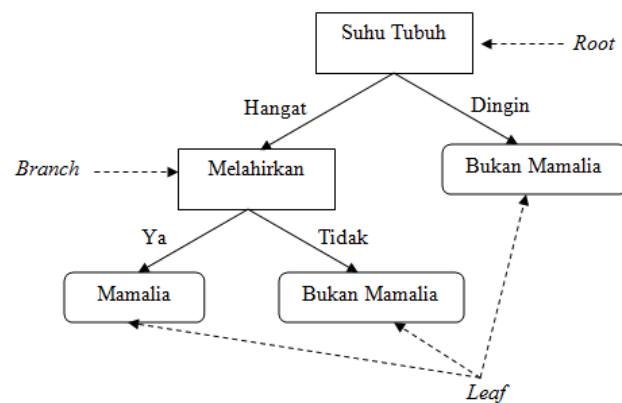 Suhu Tubuh
Root
Hangat
Dingin
Branch
Melahirkan
Bukan Mamalia
Ya
Tidak
Mamalia
Bukan Mamalia
Leaf